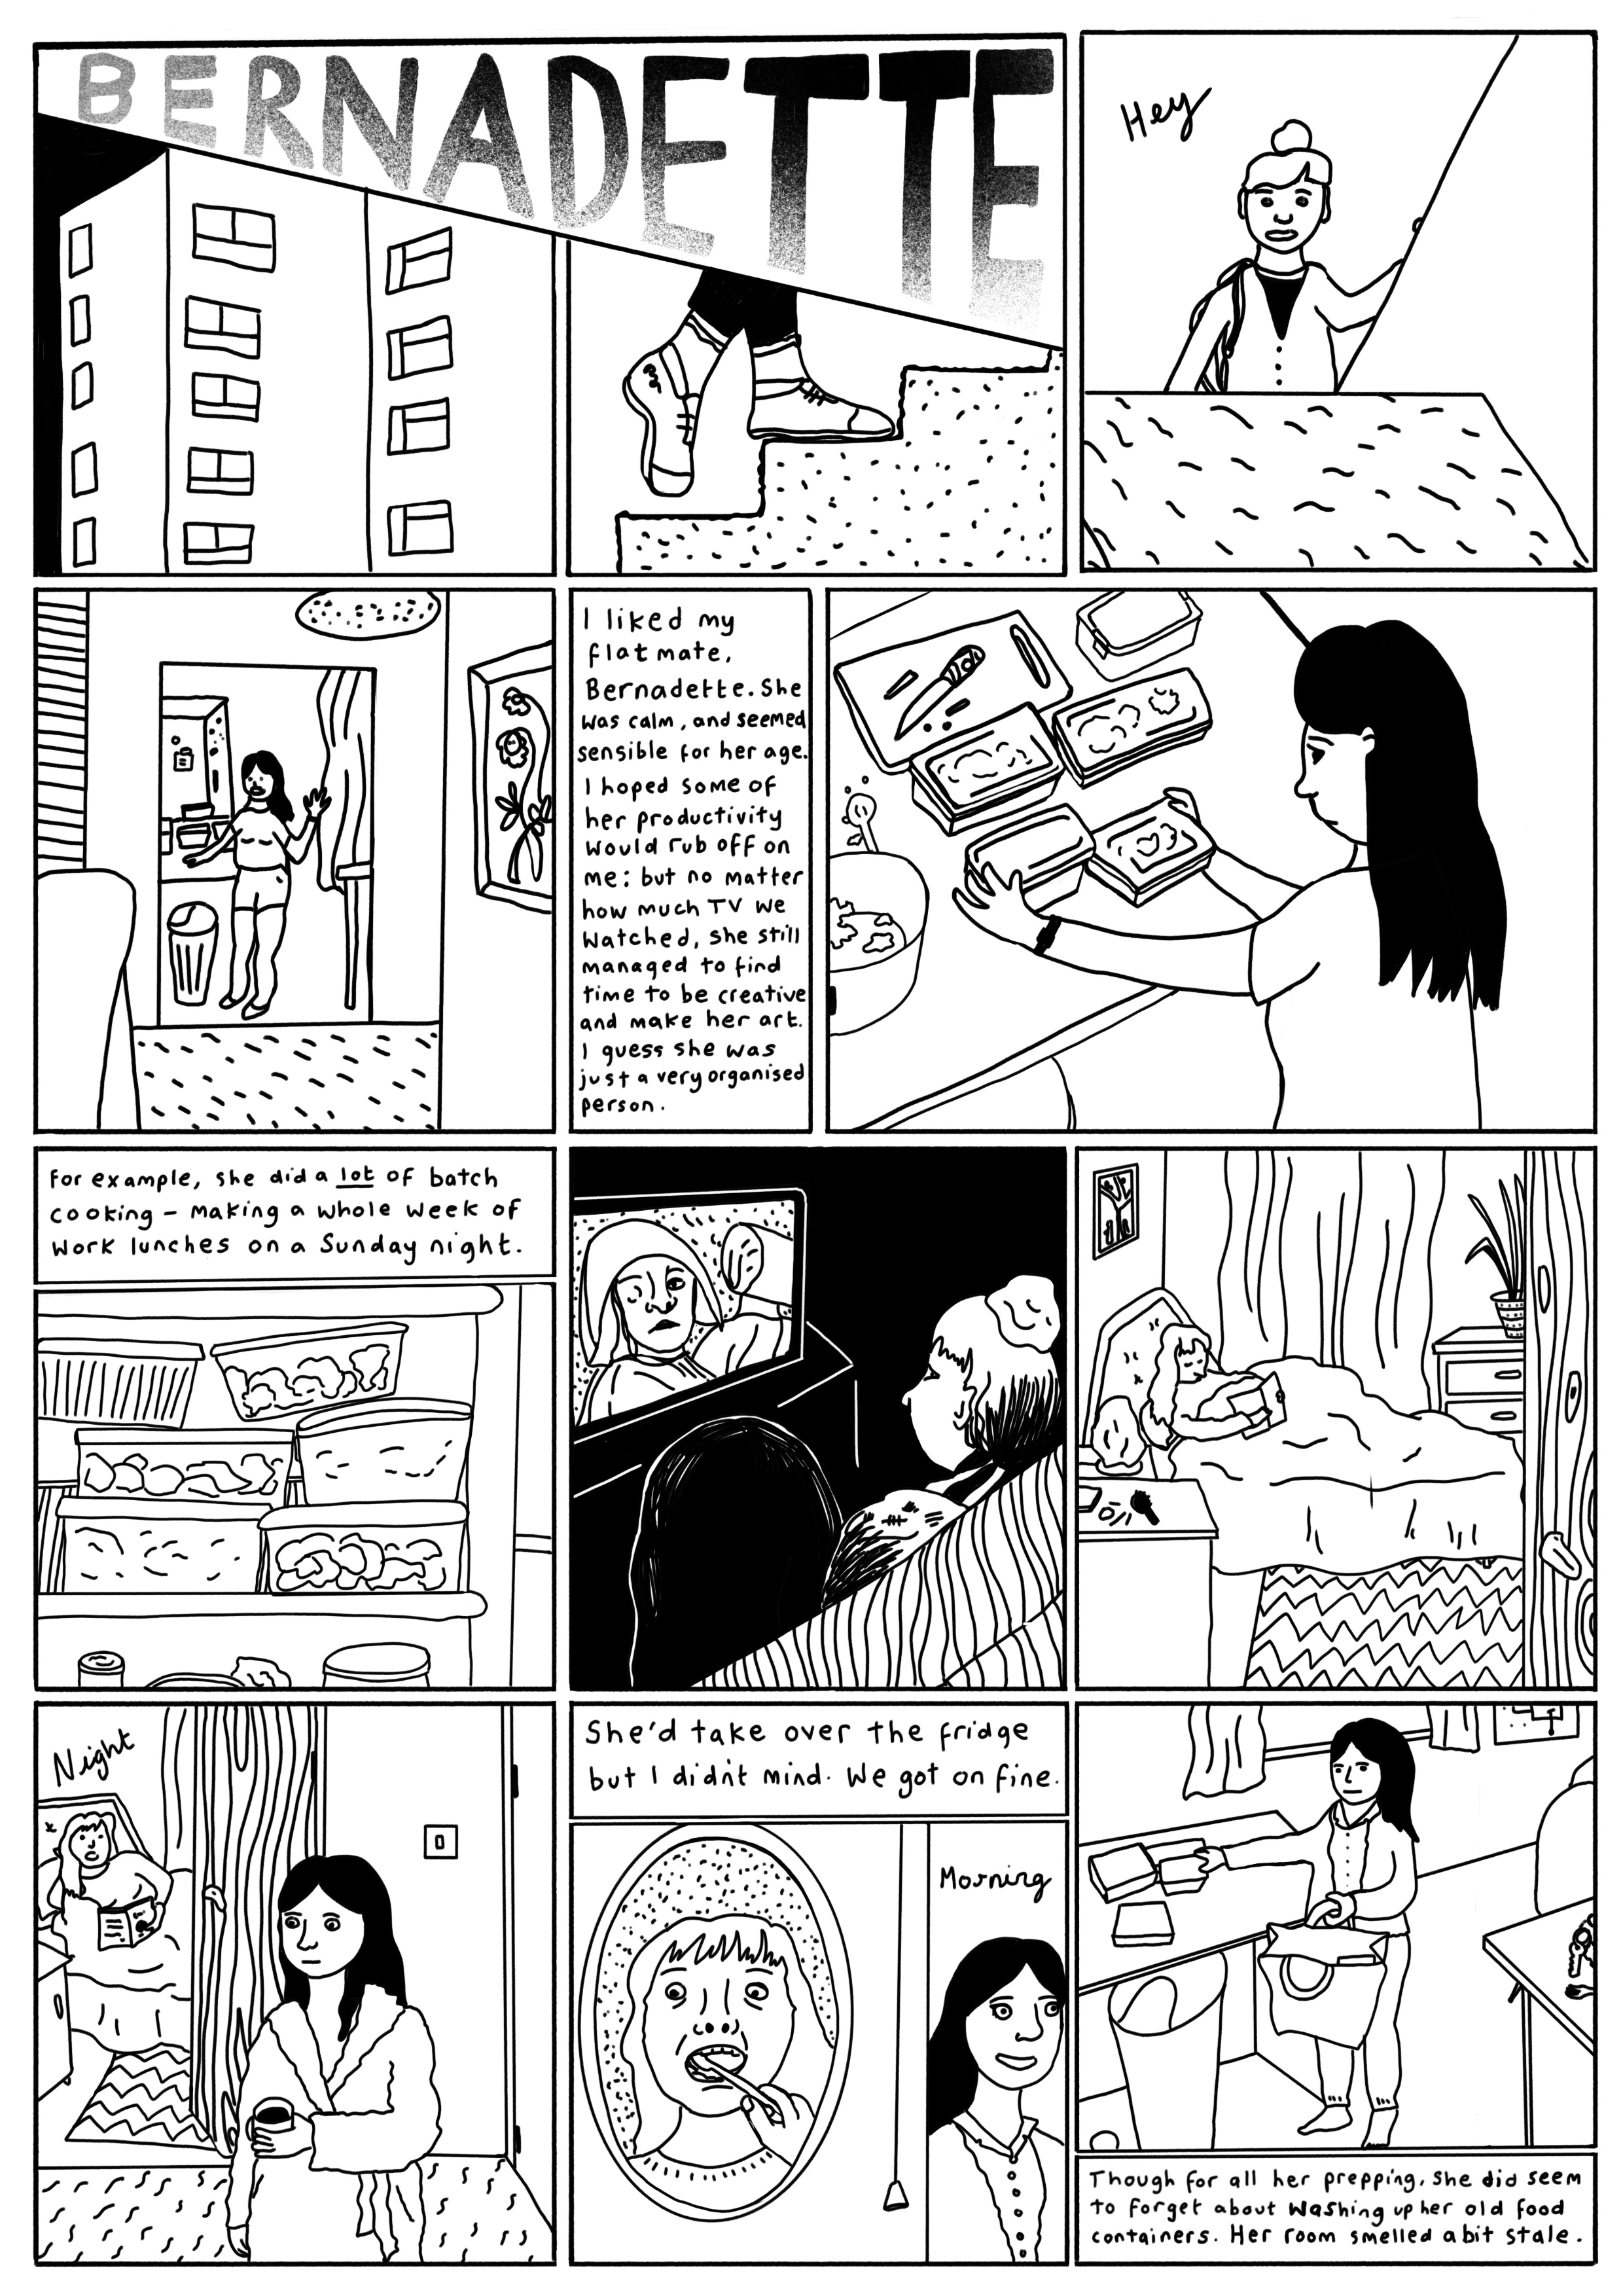 BERNADETTE
Hey
I liked my
flatmate,
Bernadette. She
was calm, and seemed
sensible for her age.
I hoped some of
her productivity
would rub off on
me: but no matter
how much TV we
watched, she still
managed to find
time to be creative
and make her art.
I guess she was
just a very organised
person.
For example, she did a lot of batch
cooking - making a whole week of
work lunches on a Sunday night.
Night
She'd take over the fridge
but I didn't mind. We got on fine.
Morning
Though for all her prepping, she did seem
to forget about washing up her old food
containers. Her room smelled a bit stale.